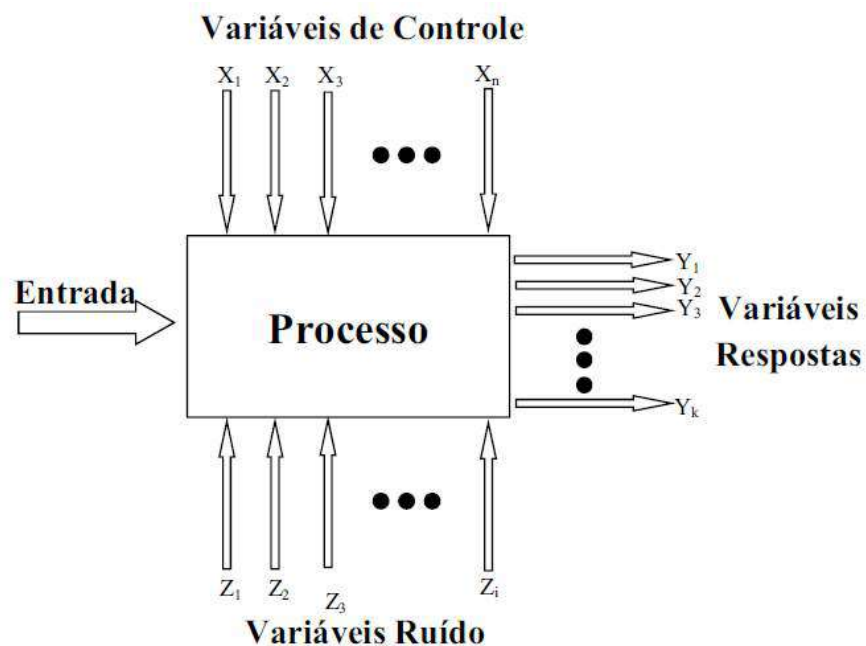 Variáveis de Controle
X₁ X₂ X₃ Xₙ
Entrada
Processo
Y₁
Y₂
Y₃
Yₖ
Variáveis
Respostas
Z₁ Z₂ Z₃ Zᵢ
Variáveis Ruído